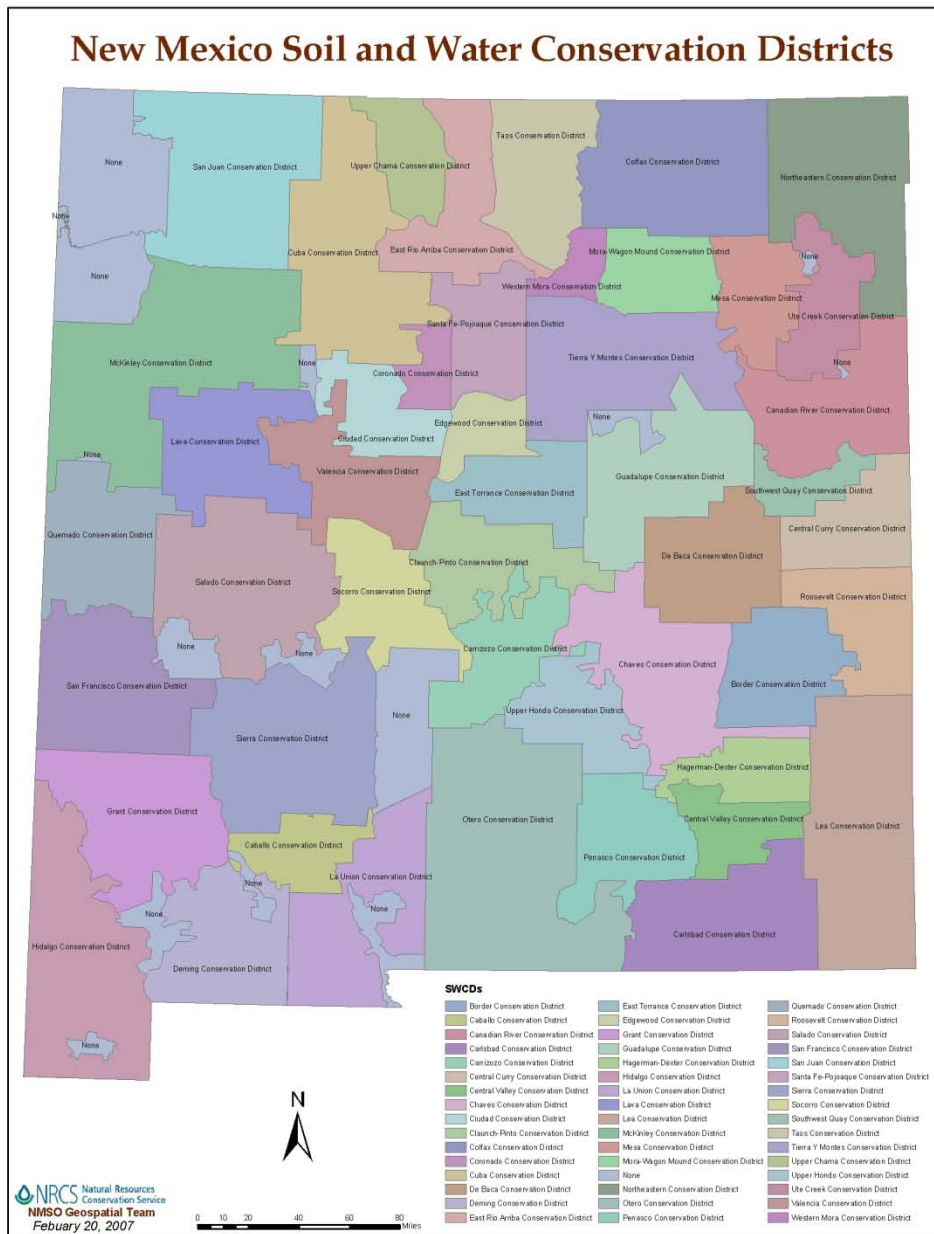 New Mexico Soil and Water Conservation Districts
Taos Conservation District
None
San Juan Conservation District
Upper Chama Conservation District
Colfax Conservation District
Northeastern Conservation District
None
East Rio Arriba Conservation District
Mora-Wagon Mound Conservation District
Cuba Conservation District
None
None
Western Mora Conservation District
Mesa Conservation District
Santa Fe-Pojoaque Conservation District
Ute Creek Conservation District
McKinley Conservation District
None
Tierra Y Montes Conservation District
None
Coronado Conservation District
Canadian River Conservation District
None
Edgewood Conservation District
Lava Conservation District
Ciudad Conservation District
None
Valencia Conservation District
Guadalupe Conservation District
East Torrance Conservation District
Southwest Quay Conservation District
Quemado Conservation District
Central Curry Conservation District
De Baca Conservation District
Claunch-Pinto Conservation District
Salado Conservation District
Socorro Conservation District
Roosevelt Conservation District
None
None
Carrizozo Conservation District
Chaves Conservation District
San Francisco Conservation District
Border Conservation District
None
Upper Hondo Conservation District
Sierra Conservation District
Hagerman-Dexter Conservation District
Grant Conservation District
Otero Conservation District
Central Valley Conservation District
Lea Conservation District
Caballo Conservation District
Penasco Conservation District
La Union Conservation District
None
None
None
Carlsbad Conservation District
Hidalgo Conservation District
Deming Conservation District
None
SWCDs
Border Conservation District
Caballo Conservation District
Canadian River Conservation District
Carlsbad Conservation District
Carrizozo Conservation District
Central Curry Conservation District
Central Valley Conservation District
Chaves Conservation District
Ciudad Conservation District
Claunch-Pinto Conservation District
Colfax Conservation District
Coronado Conservation District
Cuba Conservation District
De Baca Conservation District
Deming Conservation District
East Rio Arriba Conservation District
East Torrance Conservation District
Edgewood Conservation District
Grant Conservation District
Guadalupe Conservation District
Hagerman-Dexter Conservation District
Hidalgo Conservation District
La Union Conservation District
Lava Conservation District
Lea Conservation District
McKinley Conservation District
Mesa Conservation District
Mora-Wagon Mound Conservation District
None
Northeastern Conservation District
Otero Conservation District
Penasco Conservation District
Quemado Conservation District
Roosevelt Conservation District
Salado Conservation District
San Francisco Conservation District
San Juan Conservation District
Santa Fe-Pojoaque Conservation District
Sierra Conservation District
Socorro Conservation District
Southwest Quay Conservation District
Taos Conservation District
Tierra Y Montes Conservation District
Upper Chama Conservation District
Upper Hondo Conservation District
Ute Creek Conservation District
Valencia Conservation District
Western Mora Conservation District
N
NRCS Natural Resources
Conservation Service
NMSO Geospatial Team
Febuary 20, 2007
0 10 20 40 60 80
Miles